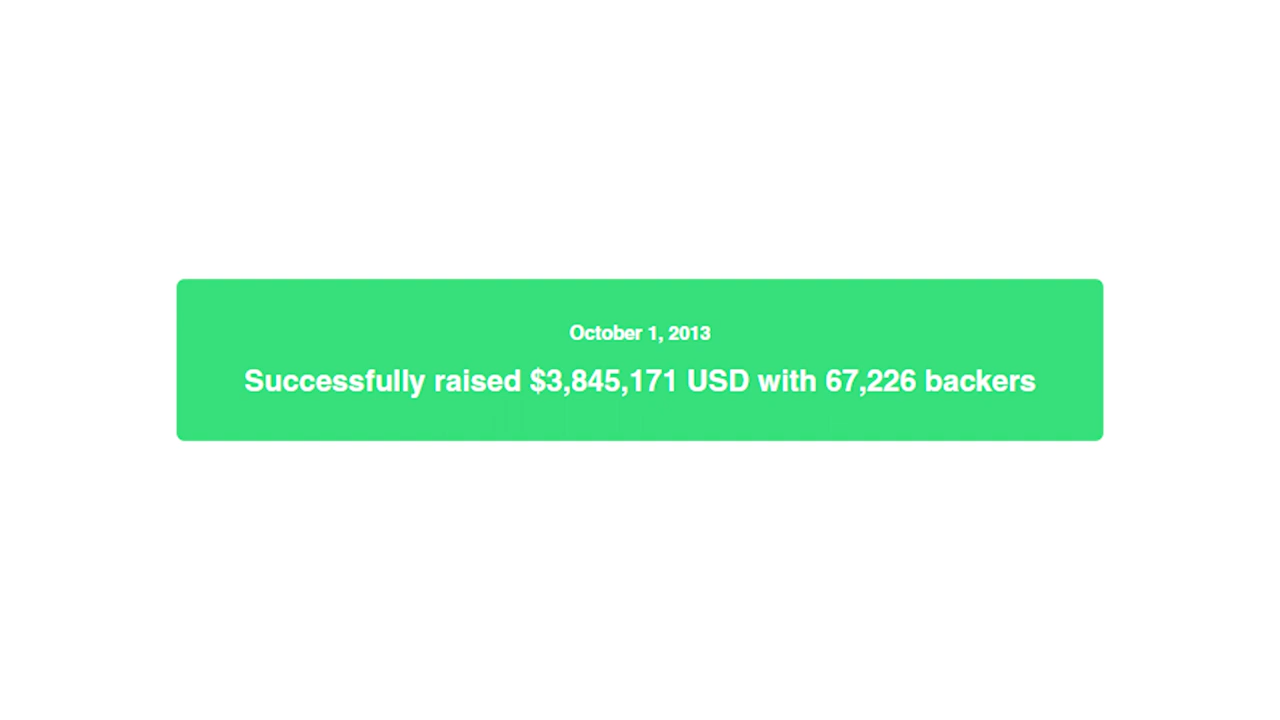 October 1, 2013
Successfully raised $3,845,171 USD with 67,226 backers